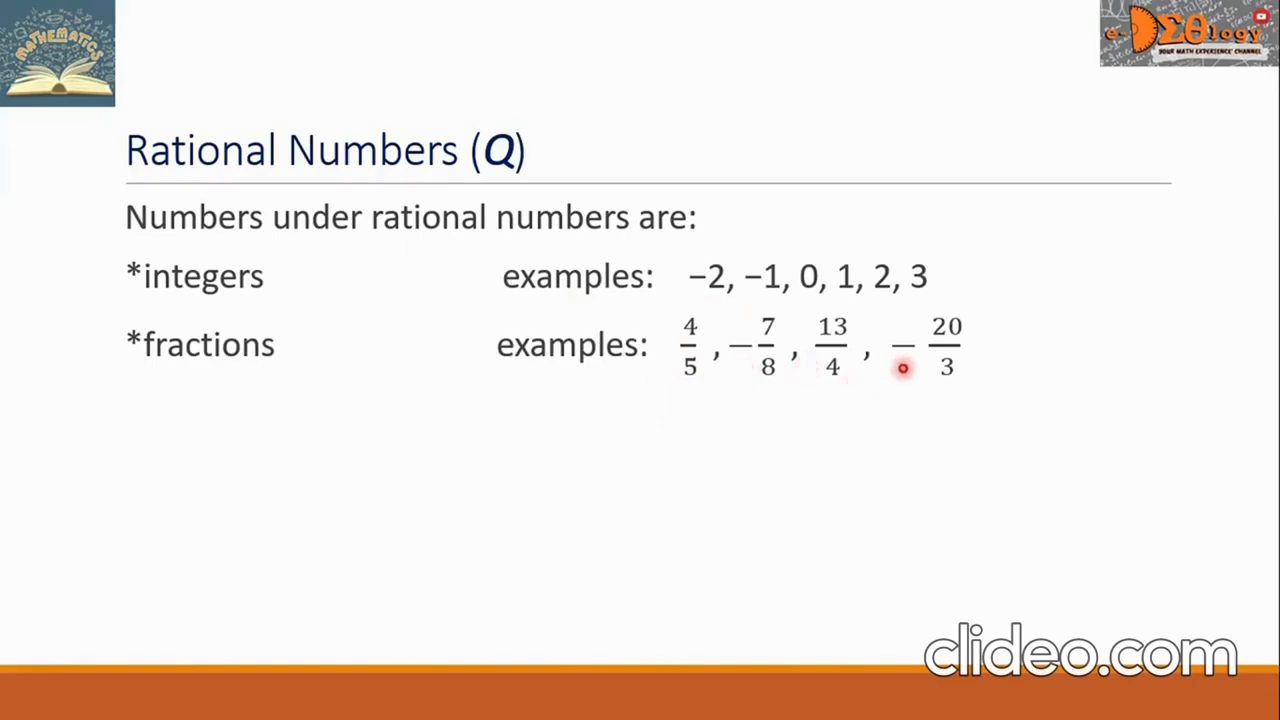 MATHEMATICS
e-DΣθlogy
YOUR MATH EXPERIENCE CHANNEL
Rational Numbers (Q)
Numbers under rational numbers are:
*integers examples: −2, −1, 0, 1, 2, 3
*fractions examples: 4/5 , −7/8 , 13/4 , − 20/3
clideo.com